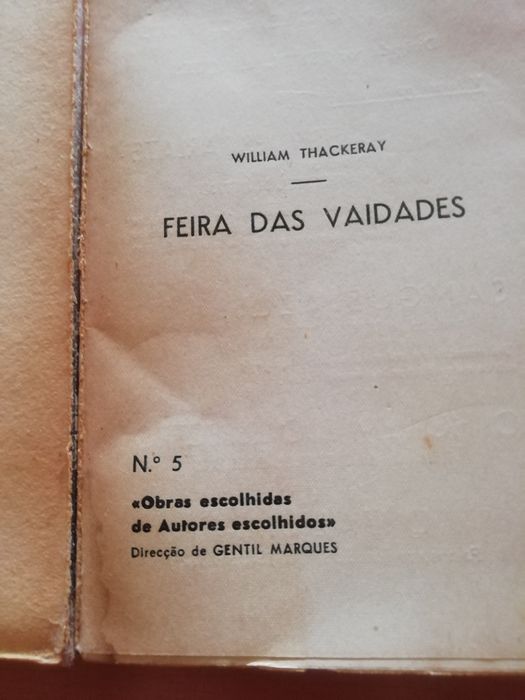 WILLIAM THACKERAY
FEIRA DAS VAIDADES
N.º 5
«Obras escolhidas
de Autores escolhidos»
Direcção de GENTIL MARQUES